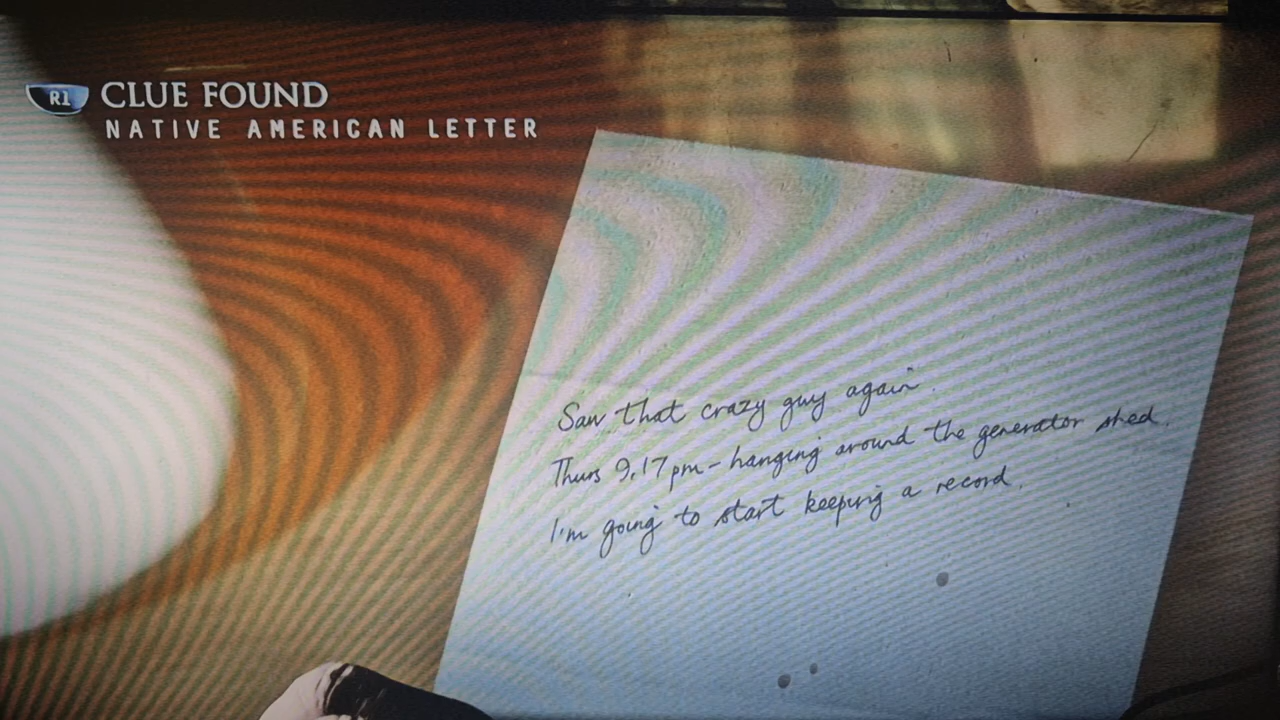 R1 CLUE FOUND
NATIVE AMERICAN LETTER
Saw that crazy guy again.
Thurs 9.17pm - hanging around the generator shed.
I'm going to start keeping a record.